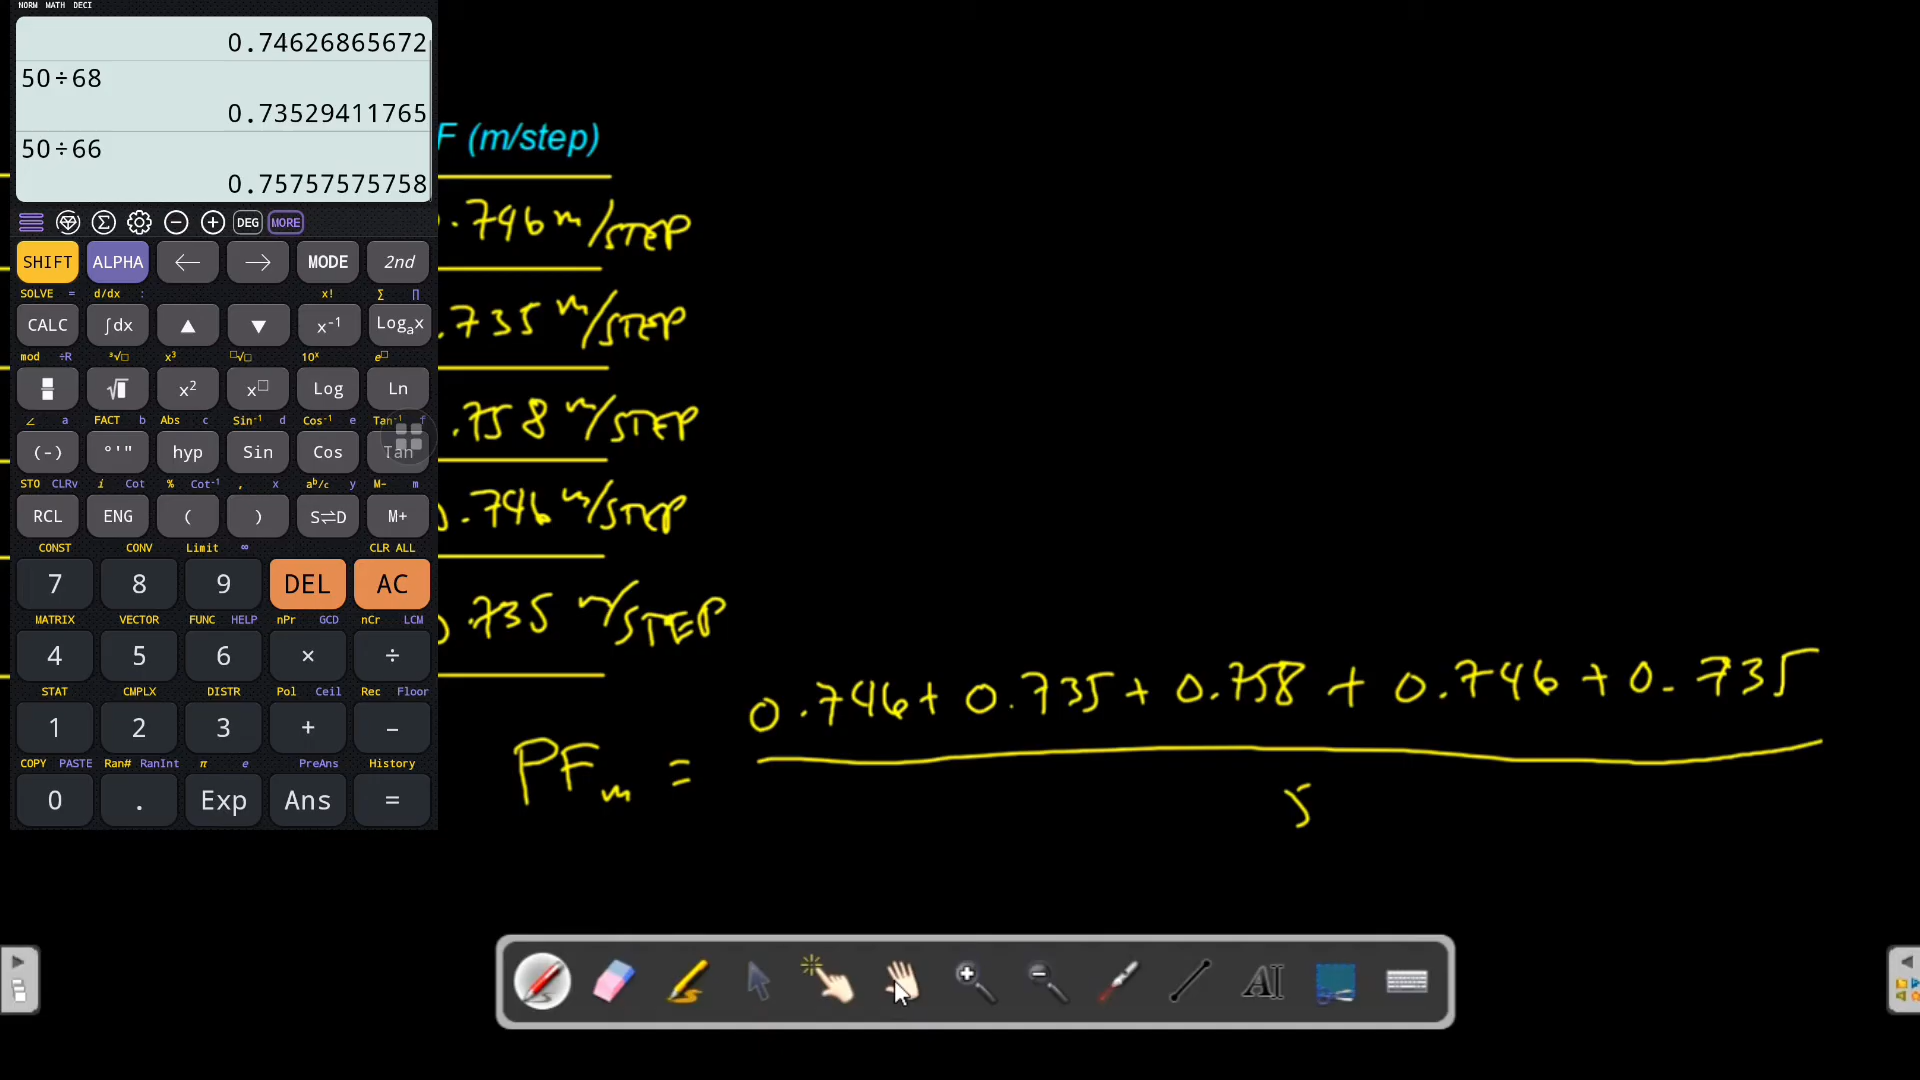 NORM MATH DECI
0.74626865672
50÷68
0.73529411765
50÷66
0.75757575758
DEG MORE
SHIFT ALPHA ← → MODE 2nd
SOLVE = d/dx : x! ∑ ∏
CALC ∫dx ▲ ▼ x⁻¹ Logₐx
mod ÷R ³√□ x³ □√□ 10ˣ e□
√ x² x□ Log Ln
∠ a FACT b Abs c Sin⁻¹ d Cos⁻¹ e Tan⁻¹ f
(-) °'" hyp Sin Cos Tan
STO CLRv i Cot % Cot⁻¹ , x aᵇ/c y M- m
RCL ENG ( ) S⇌D M+
CONST CONV Limit ∞ CLR ALL
7 8 9 DEL AC
MATRIX VECTOR FUNC HELP nPr GCD nCr LCM
4 5 6 × ÷
STAT CMPLX DISTR Pol Ceil Rec Floor
1 2 3 + −
COPY PASTE Ran# RanInt π e PreAns History
0 . Exp Ans =
F (m/step)
.746 m/STEP
.735 m/STEP
.758 m/STEP
0.746 m/STEP
0.735 m/STEP
0.746 + 0.735 + 0.758 + 0.746 + 0.735
PFm =
5
AI